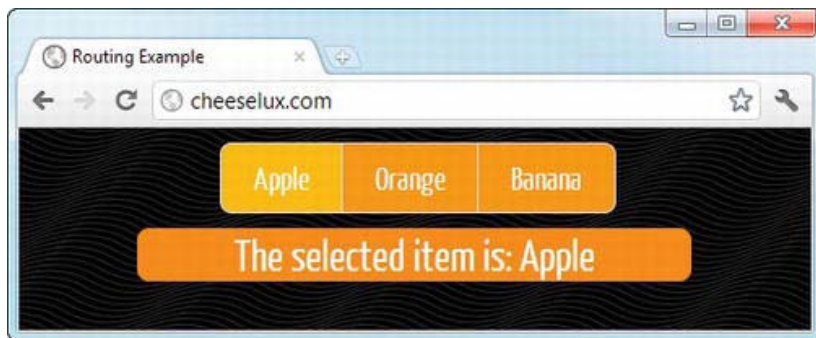 Routing Example
cheeselux.com
Apple Orange Banana
The selected item is: Apple